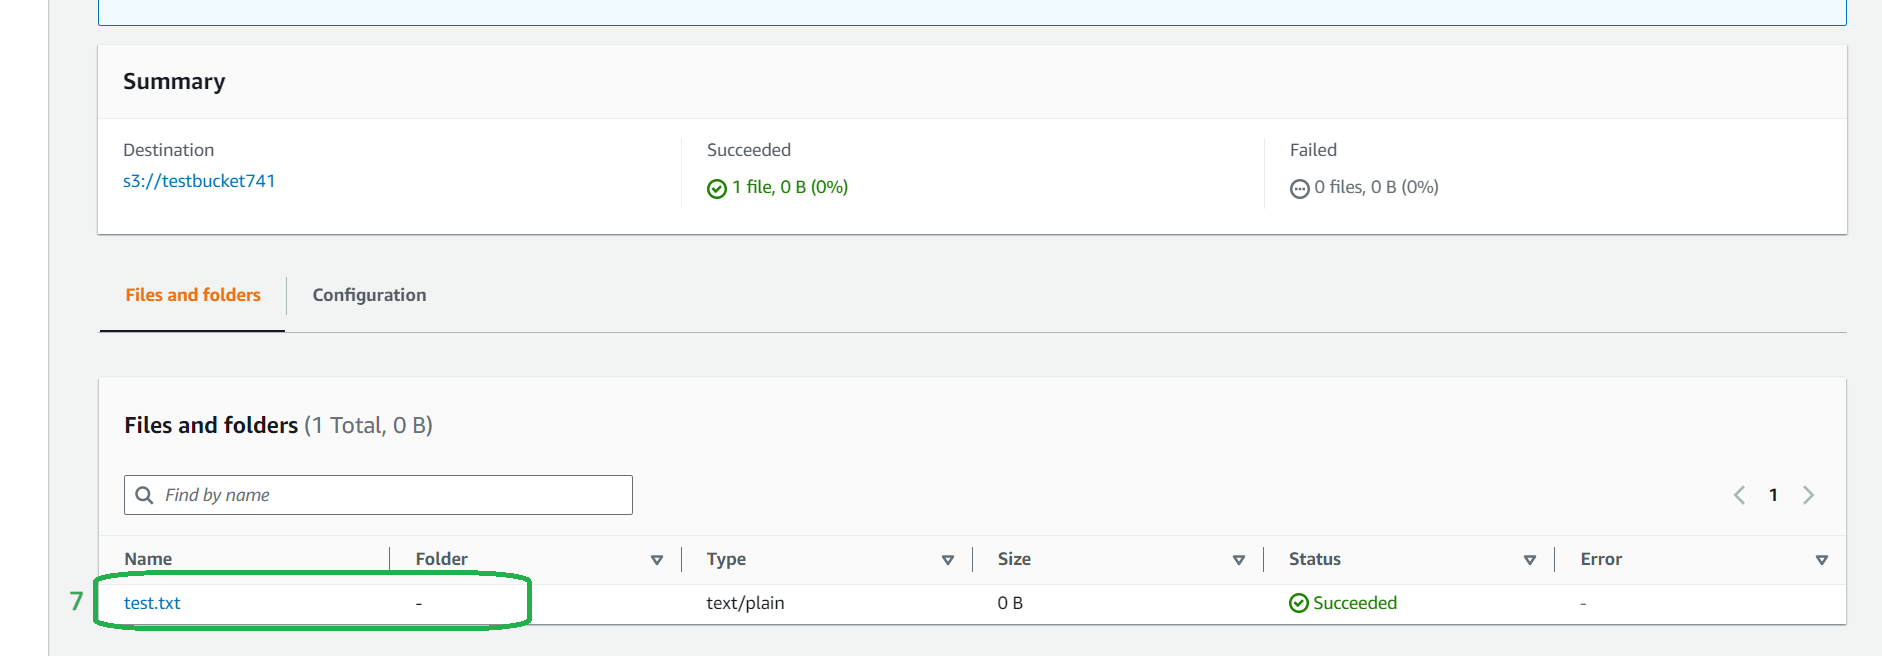 Summary
Destination
s3://testbucket741
Succeeded
1 file, 0 B (0%)
Failed
0 files, 0 B (0%)
Files and folders
Configuration
Files and folders (1 Total, 0 B)
Find by name
1
Name Folder Type Size Status Error
7 test.txt - text/plain 0 B Succeeded -